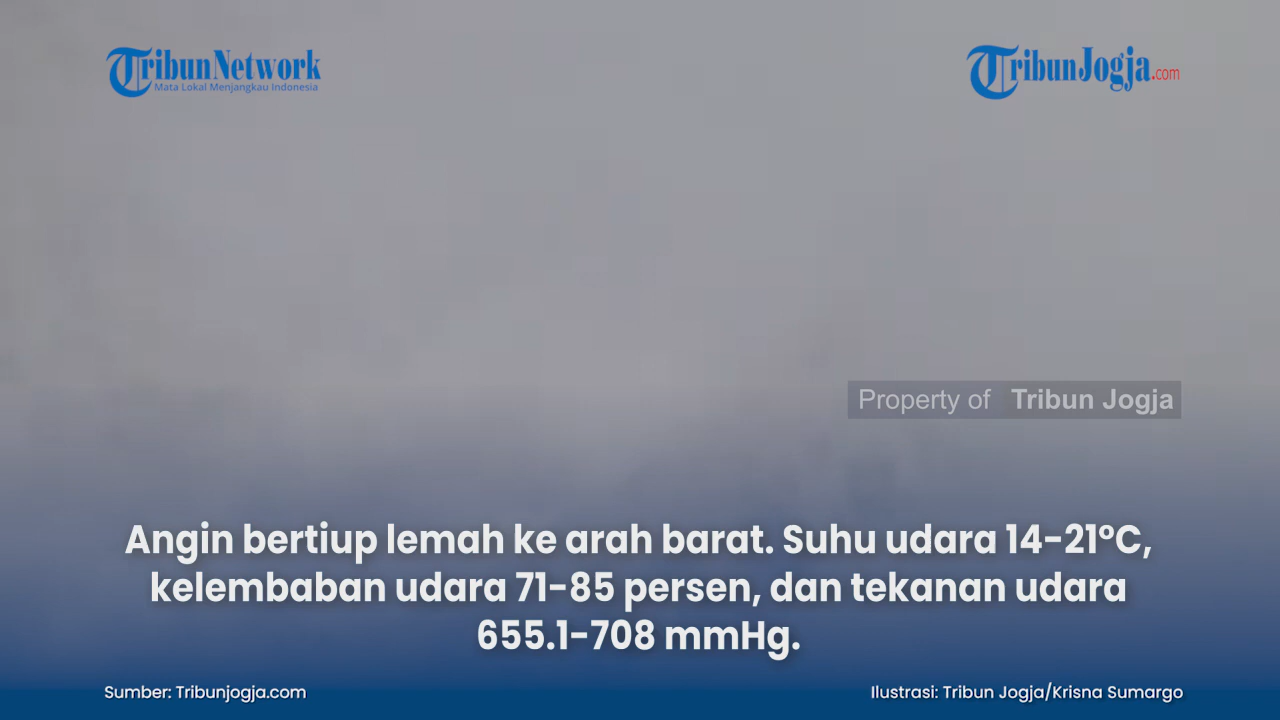 TribunNetwork
Mata Lokal Menjangkau Indonesia
TribunJogja.com
Property of Tribun Jogja
Angin bertiup lemah ke arah barat. Suhu udara 14-21°C,
kelembaban udara 71-85 persen, dan tekanan udara
655.1-708 mmHg.
Sumber: Tribunjogja.com
Ilustrasi: Tribun Jogja/Krisna Sumargo